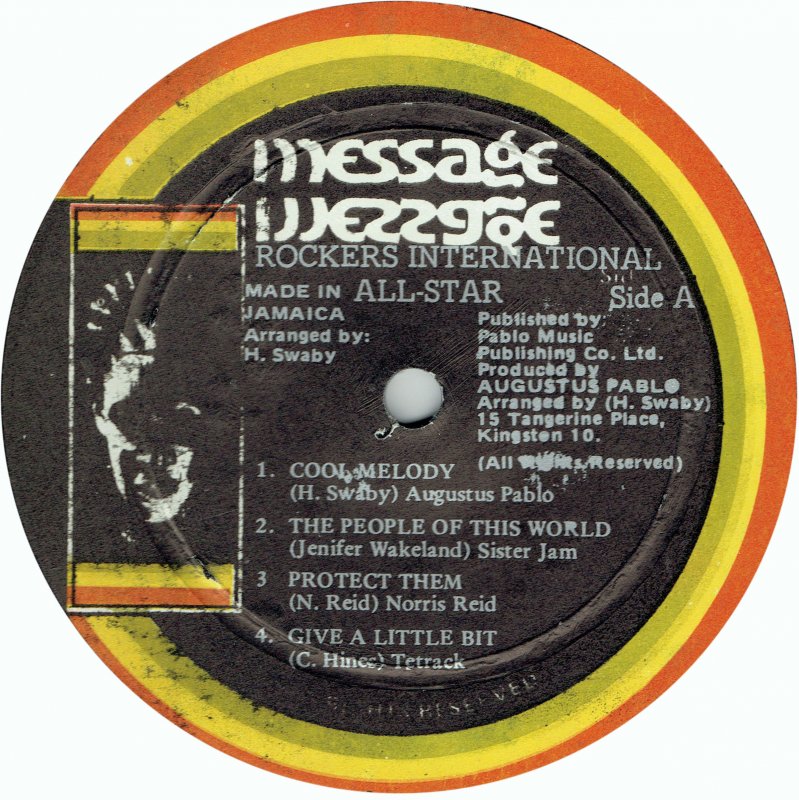 message
message
ROCKERS INTERNATIONAL
MADE IN ALL-STAR Side A
JAMAICA
Arranged by:
H. Swaby
Published by:
Pablo Music
Publishing Co. Ltd.
Produced by
AUGUSTUS PABLO
Arranged by (H. Swaby)
15 Tangerine Place,
Kingston 10.
(All Rights Reserved)
1. COOL MELODY
(H. Swaby) Augustus Pablo
2. THE PEOPLE OF THIS WORLD
(Jenifer Wakeland) Sister Jam
3 PROTECT THEM
(N. Reid) Norris Reid
4. GIVE A LITTLE BIT
(C. Hines) Tetrack
RESERVED